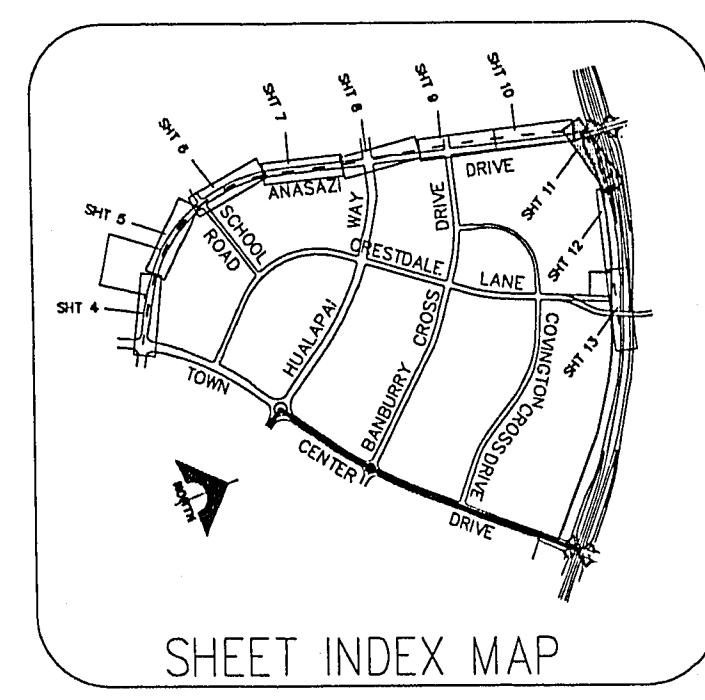 SHT 4
SHT 5
SHT 6
SHT 7
SHT 8
SHT 9
SHT 10
SHT 11
SHT 12
SHT 13
ANASAZI
DRIVE
SCHOOL
ROAD
WAY
HUALAPAI
DRIVE
BANBURRY CROSS
CRESTDALE
LANE
COVINGTON CROSS DRIVE
TOWN
CENTER
DRIVE
NORTH
SHEET INDEX MAP